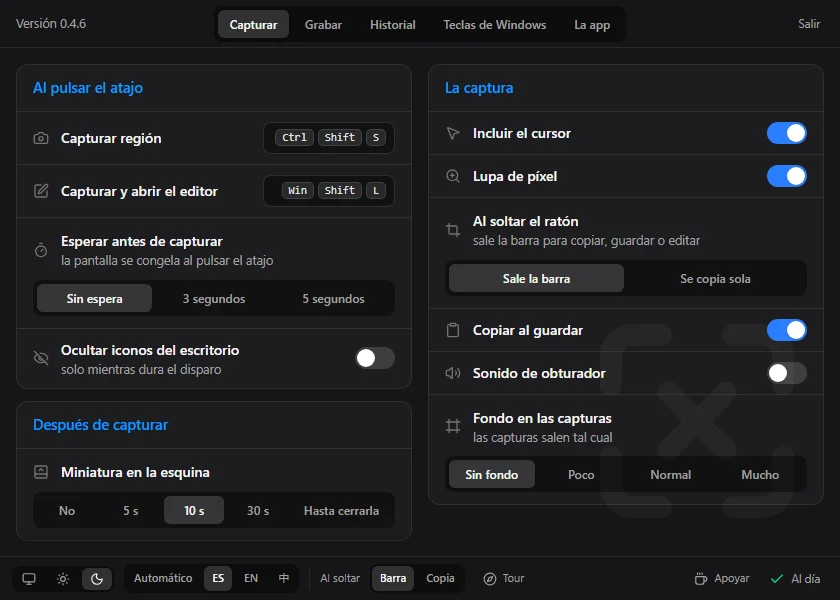 Versión 0.4.6
Capturar
Grabar
Historial
Teclas de Windows
La app
Salir
Al pulsar el atajo
Capturar región
Ctrl Shift S
Capturar y abrir el editor
Win Shift L
Esperar antes de capturar
la pantalla se congela al pulsar el atajo
Sin espera
3 segundos
5 segundos
Ocultar iconos del escritorio
solo mientras dura el disparo
Después de capturar
Miniatura en la esquina
No
5 s
10 s
30 s
Hasta cerrarla
La captura
Incluir el cursor
Lupa de píxel
Al soltar el ratón
sale la barra para copiar, guardar o editar
Sale la barra
Se copia sola
Copiar al guardar
Sonido de obturador
Fondo en las capturas
las capturas salen tal cual
Sin fondo
Poco
Normal
Mucho
Automático
ES
EN
中
Al soltar
Barra
Copia
Tour
Apoyar
Al día